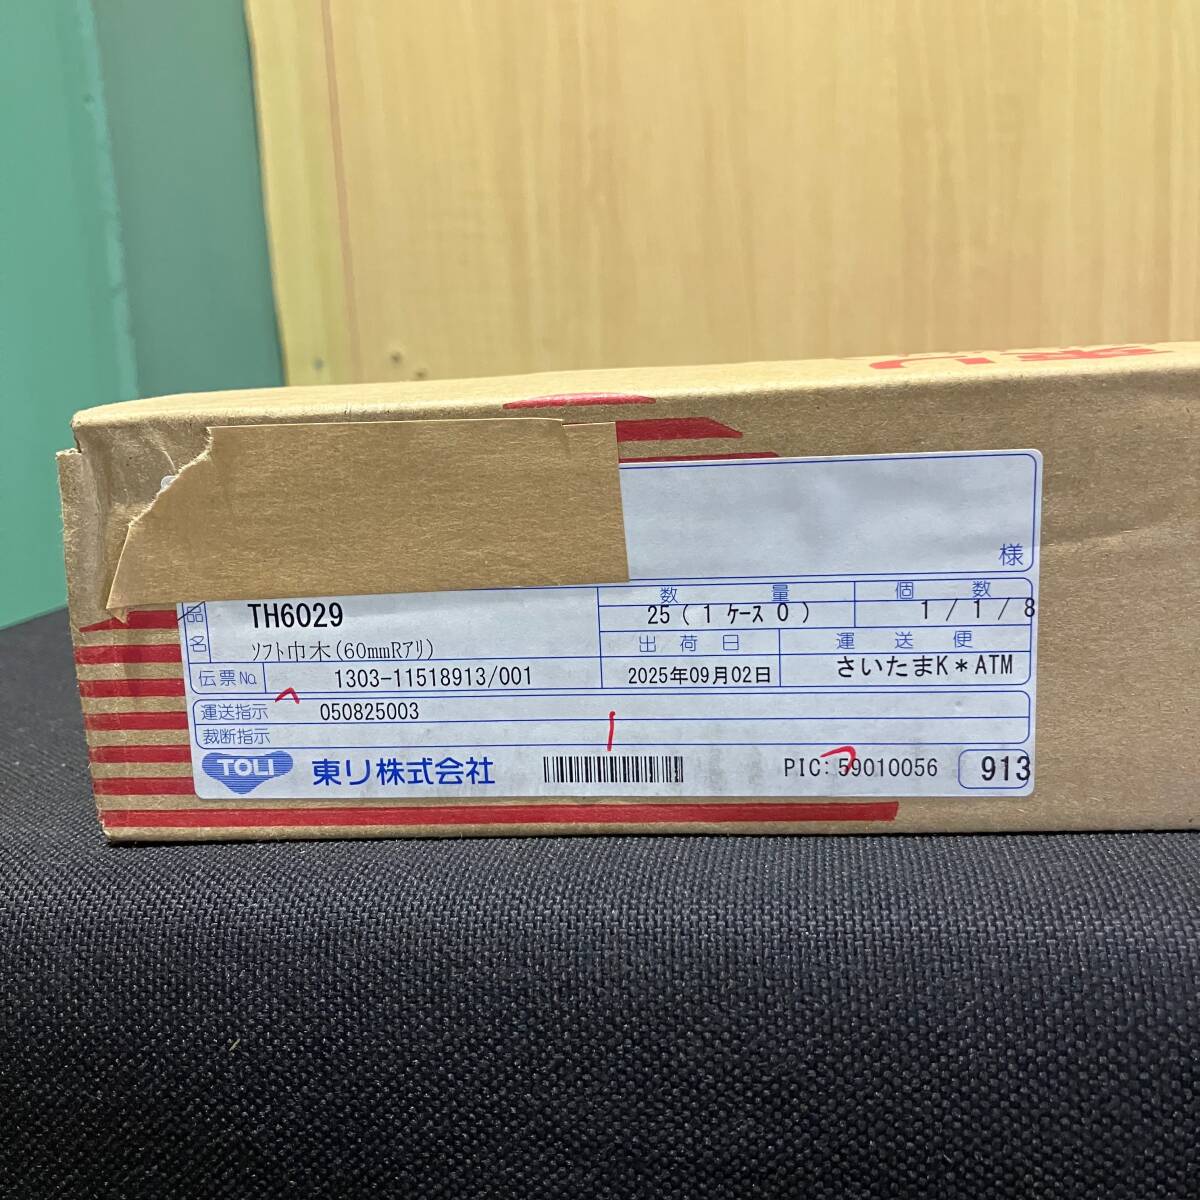 東リ
様
品名 TH6029
ソフト巾木(60mmRアリ)
数量 個数
25(1ケース0) 1/1/8
出荷日 運送便
2025年09月02日 さいたまK*ATM
伝票No. 1303-11518913/001
運送指示 050825003
裁断指示
TOLI 東リ株式会社 PIC:59010056 913